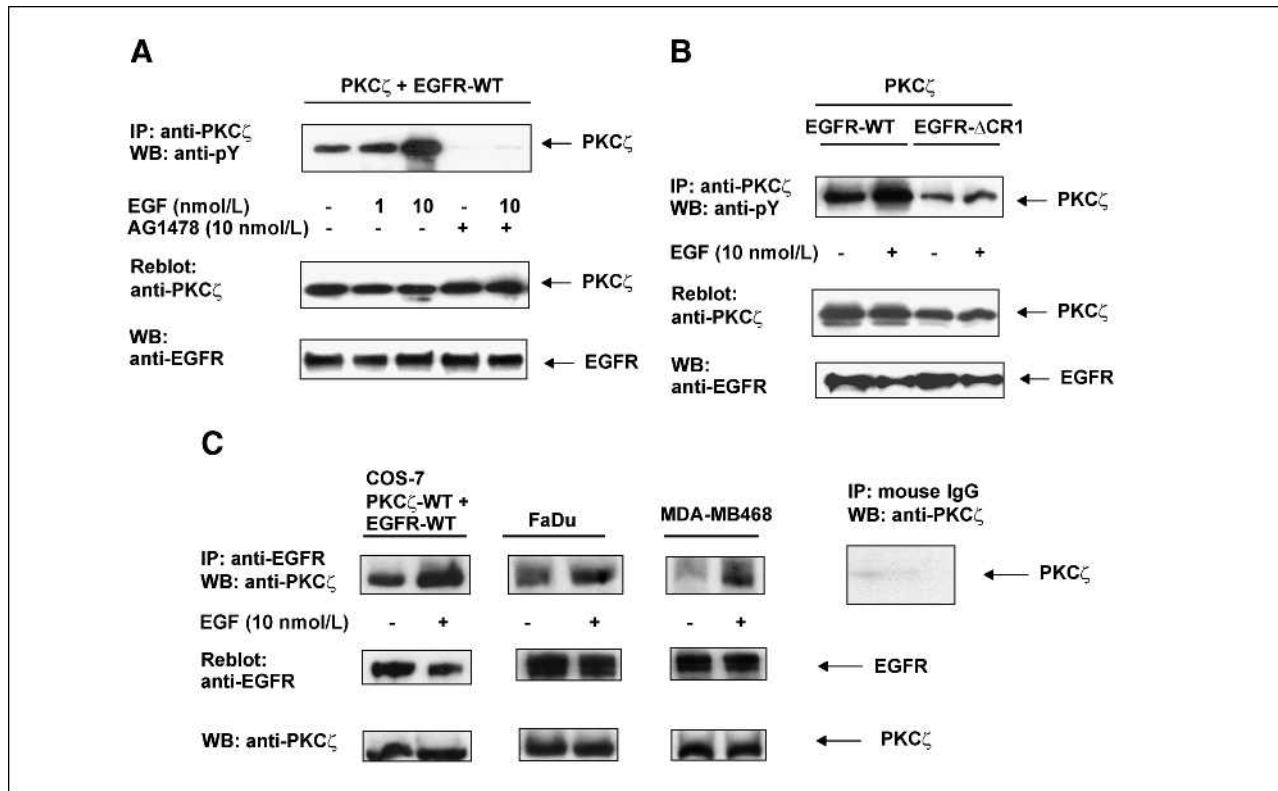 A
PKCζ + EGFR-WT
IP: anti-PKCζ
WB: anti-pY
PKCζ
EGF (nmol/L) - 1 10 - 10
AG1478 (10 nmol/L) - - - + +
Reblot:
anti-PKCζ
PKCζ
WB:
anti-EGFR
EGFR
B
PKCζ
EGFR-WT EGFR-ΔCR1
IP: anti-PKCζ
WB: anti-pY
PKCζ
EGF (10 nmol/L) - + - +
Reblot:
anti-PKCζ
PKCζ
WB:
anti-EGFR
EGFR
C
COS-7
PKCζ-WT +
EGFR-WT
FaDu
MDA-MB468
IP: mouse IgG
WB: anti-PKCζ
IP: anti-EGFR
WB: anti-PKCζ
PKCζ
EGF (10 nmol/L) - + - + - +
Reblot:
anti-EGFR
EGFR
WB: anti-PKCζ
PKCζ